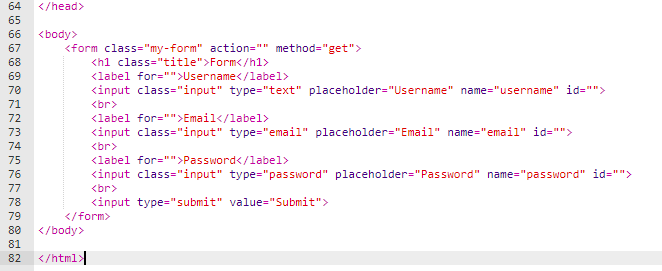 64 </head>
65
66 <body>
67 <form class="my-form" action="" method="get">
68 <h1 class="title">Form</h1>
69 <label for="">Username</label>
70 <input class="input" type="text" placeholder="Username" name="username" id="">
71 <br>
72 <label for="">Email</label>
73 <input class="input" type="email" placeholder="Email" name="email" id="">
74 <br>
75 <label for="">Password</label>
76 <input class="input" type="password" placeholder="Password" name="password" id="">
77 <br>
78 <input type="submit" value="Submit">
79 </form>
80 </body>
81
82 </html>